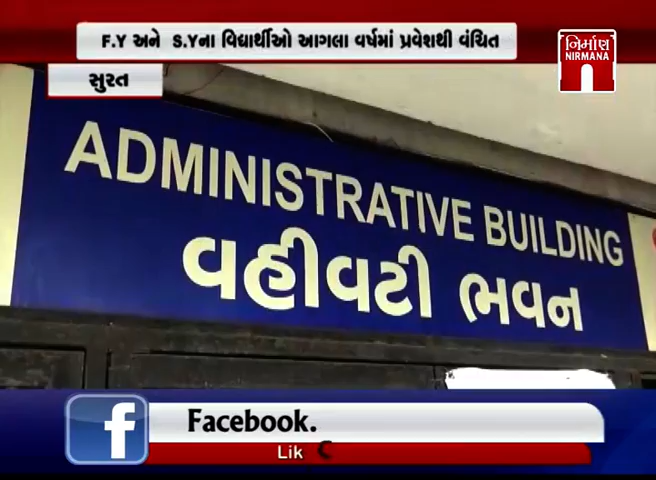 F.Y અને S.Yના વિદ્યાર્થીઓ આગલા વર્ષમાં પ્રવેશથી વંચિત
નિર્માણ
NIRMANA
સુરત
ADMINISTRATIVE BUILDING
વહીવટી ભવન
f
Facebook.
Lik